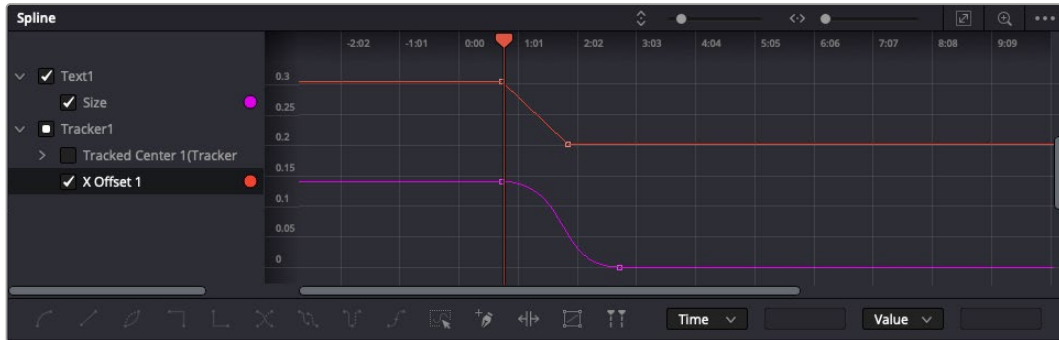 Spline
-2:02 -1:01 0:00 1:01 2:02 3:03 4:04 5:05 6:06 7:07 8:08 9:09
Text1
0.3
Size
0.25
Tracker1
0.2
Tracked Center 1(Tracker
0.15
X Offset 1
0.1
0.05
0
Time
Value